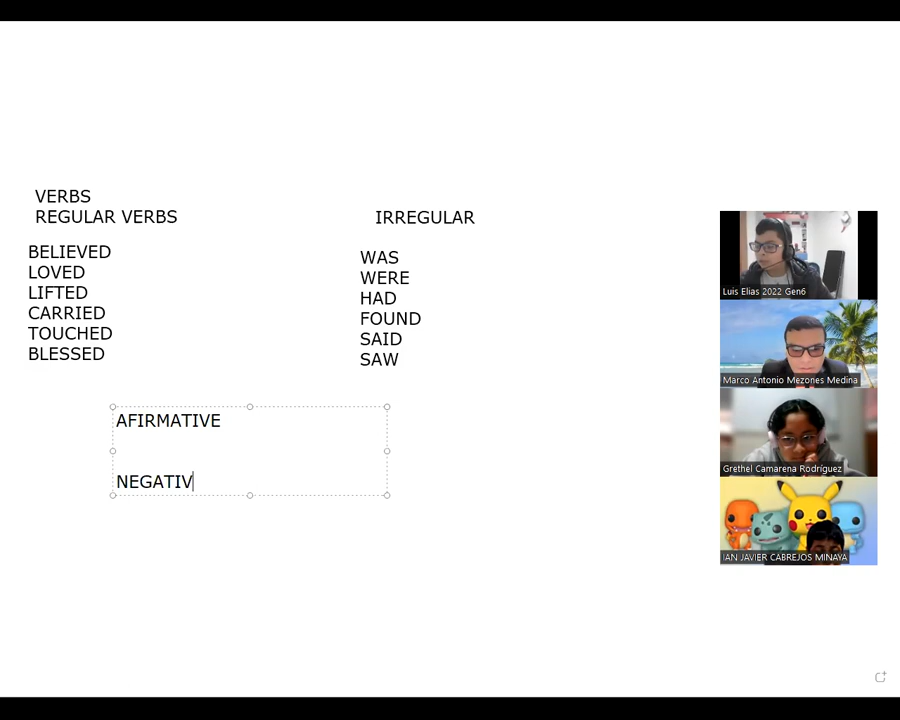 VERBS
REGULAR VERBS
IRREGULAR
BELIEVED
LOVED
LIFTED
CARRIED
TOUCHED
BLESSED
WAS
WERE
HAD
FOUND
SAID
SAW
AFIRMATIVE
NEGATIV
Luis Elias 2022 Gen6
Marco Antonio Mezones Medina
Grethel Camarena Rodríguez
IAN JAVIER CABREJOS MINAYA